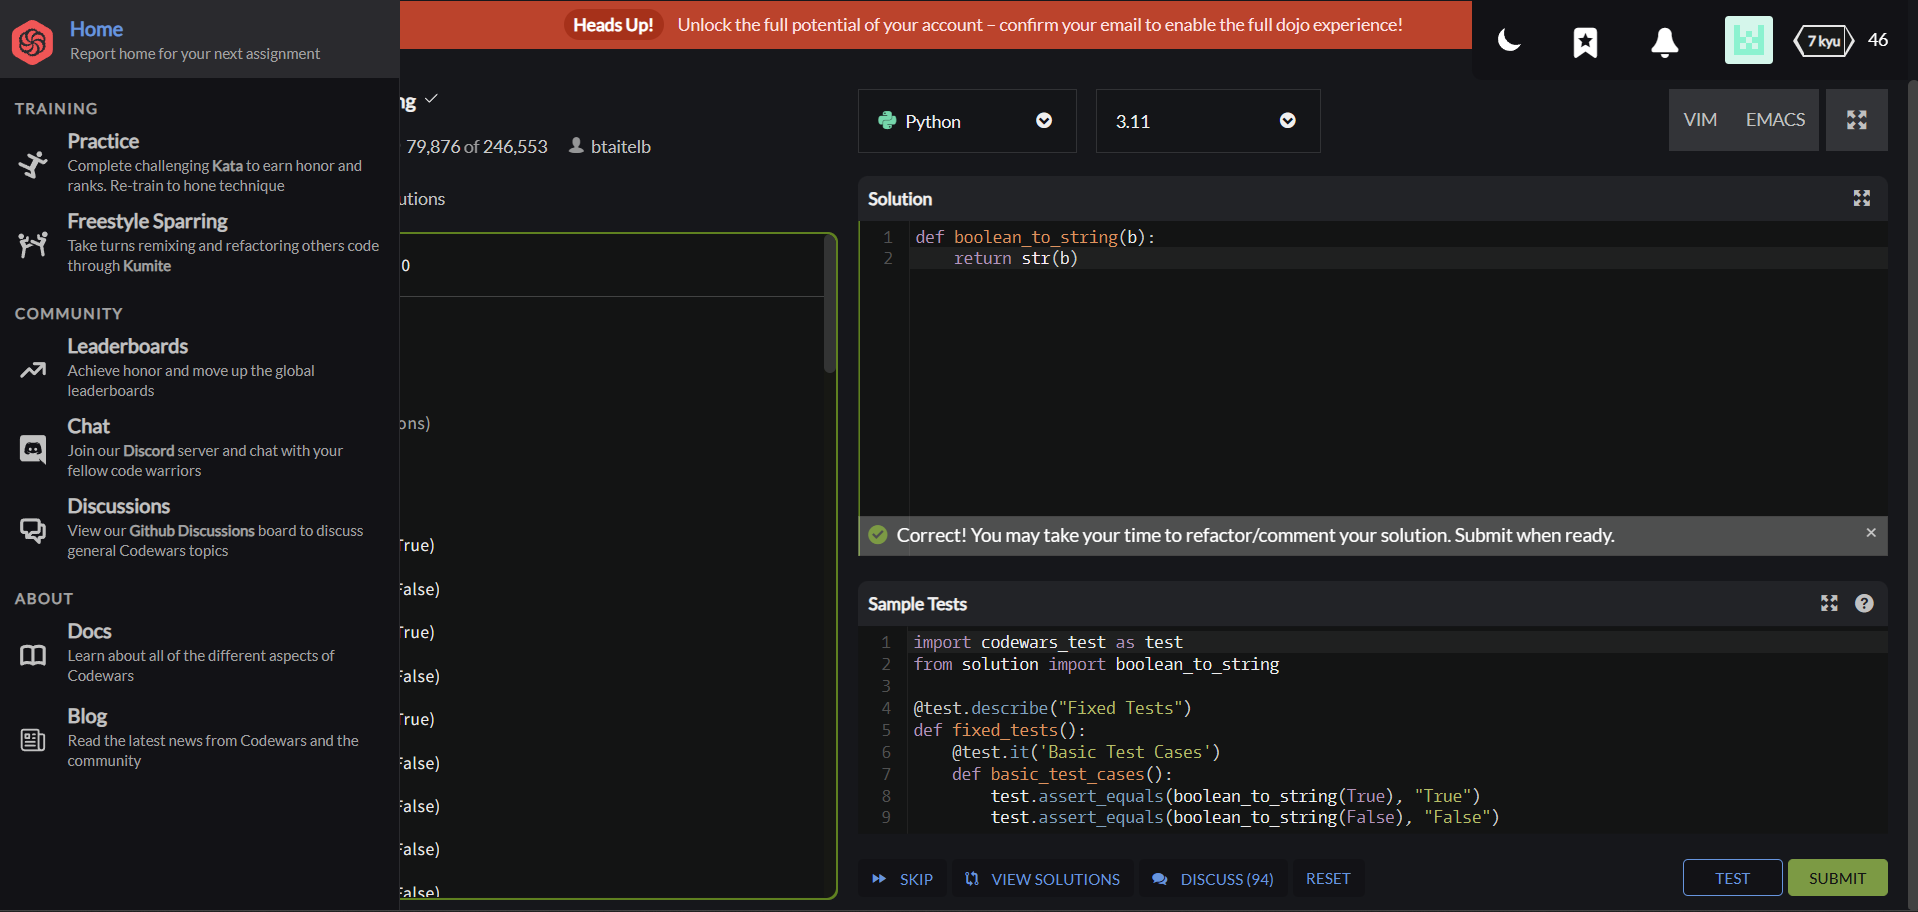 Home
Report home for your next assignment
TRAINING
Practice
Complete challenging Kata to earn honor and
ranks. Re-train to hone technique
Freestyle Sparring
Take turns remixing and refactoring others code
through Kumite
COMMUNITY
Leaderboards
Achieve honor and move up the global
leaderboards
Chat
Join our Discord server and chat with your
fellow code warriors
Discussions
View our Github Discussions board to discuss
general Codewars topics
ABOUT
Docs
Learn about all of the different aspects of
Codewars
Blog
Read the latest news from Codewars and the
community
Heads Up! Unlock the full potential of your account – confirm your email to enable the full dojo experience!
7 kyu 46
ng
79,876 of 246,553 btaitelb
utions
0
ons)
True)
False)
True)
False)
True)
False)
False)
False)
False)
Python
3.11
VIM EMACS
Solution
1 def boolean_to_string(b):
2 return str(b)
Correct! You may take your time to refactor/comment your solution. Submit when ready.
Sample Tests
1 import codewars_test as test
2 from solution import boolean_to_string
3
4 @test.describe("Fixed Tests")
5 def fixed_tests():
6 @test.it('Basic Test Cases')
7 def basic_test_cases():
8 test.assert_equals(boolean_to_string(True), "True")
9 test.assert_equals(boolean_to_string(False), "False")
SKIP VIEW SOLUTIONS DISCUSS (94) RESET TEST SUBMIT